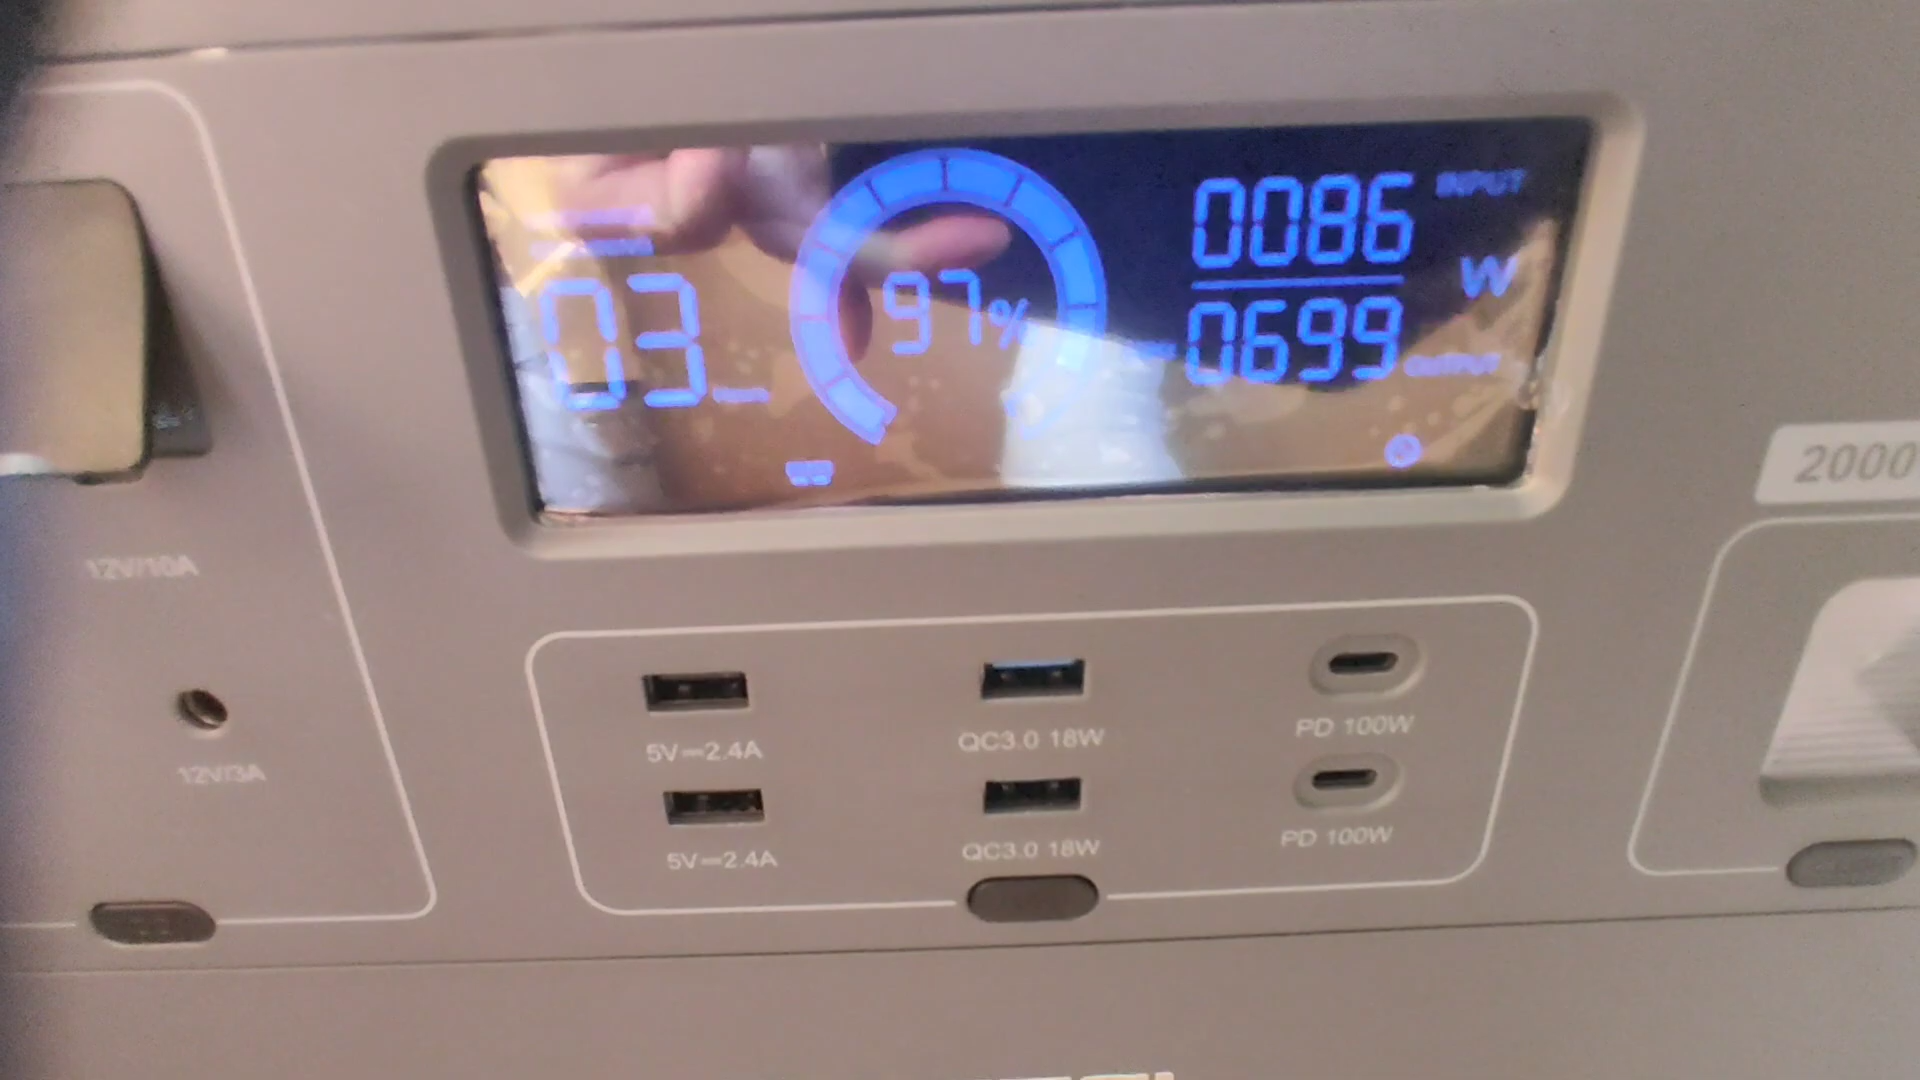 03
97%
0086 INPUT
W
0699 OUTPUT
2000
12V/10A
12V/3A
5V⎓2.4A
QC3.0 18W
PD 100W
5V⎓2.4A
QC3.0 18W
PD 100W